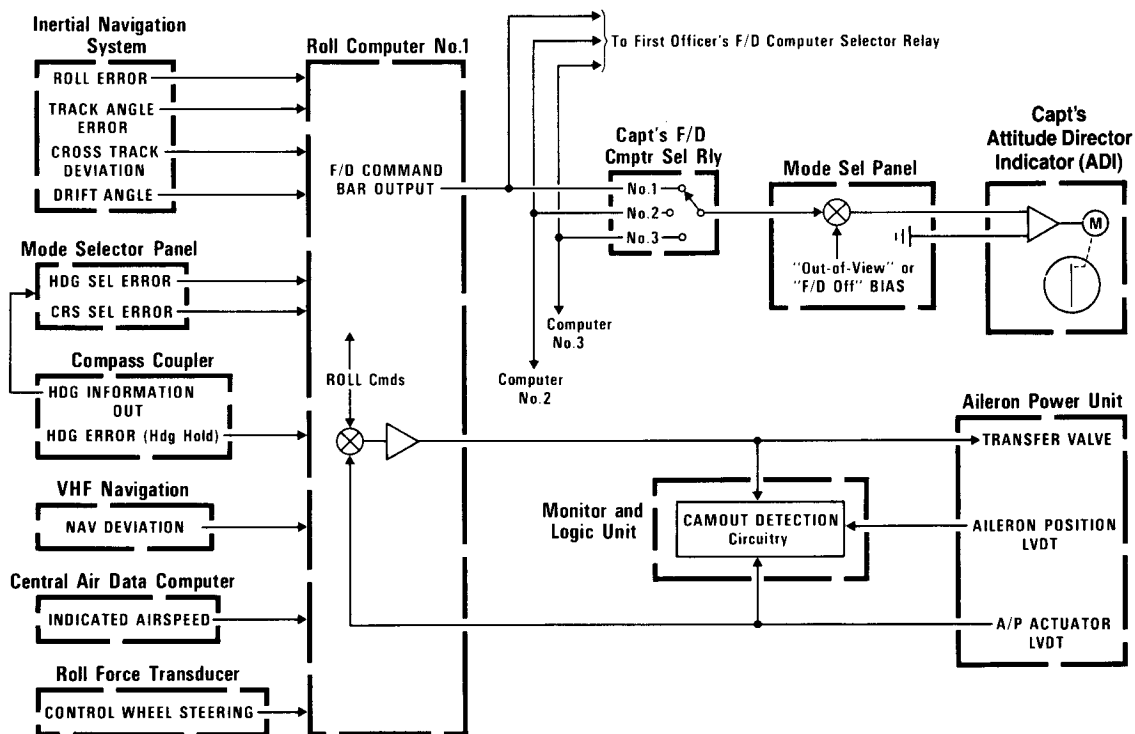 Inertial Navigation
System
ROLL ERROR
TRACK ANGLE
ERROR
CROSS TRACK
DEVIATION
DRIFT ANGLE
Mode Selector Panel
HDG SEL ERROR
CRS SEL ERROR
Compass Coupler
HDG INFORMATION
OUT
HDG ERROR (Hdg Hold)
VHF Navigation
NAV DEVIATION
Central Air Data Computer
INDICATED AIRSPEED
Roll Force Transducer
CONTROL WHEEL STEERING
Roll Computer No.1
F/D COMMAND
BAR OUTPUT
ROLL Cmds
To First Officer's F/D Computer Selector Relay
Capt's F/D
Cmptr Sel Rly
No.1
No.2
No.3
Computer
No.3
Computer
No.2
Mode Sel Panel
"Out-of-View" or
"F/D Off" BIAS
Capt's
Attitude Director
Indicator (ADI)
M
Monitor and
Logic Unit
CAMOUT DETECTION
Circuitry
Aileron Power Unit
TRANSFER VALVE
AILERON POSITION
LVDT
A/P ACTUATOR
LVDT